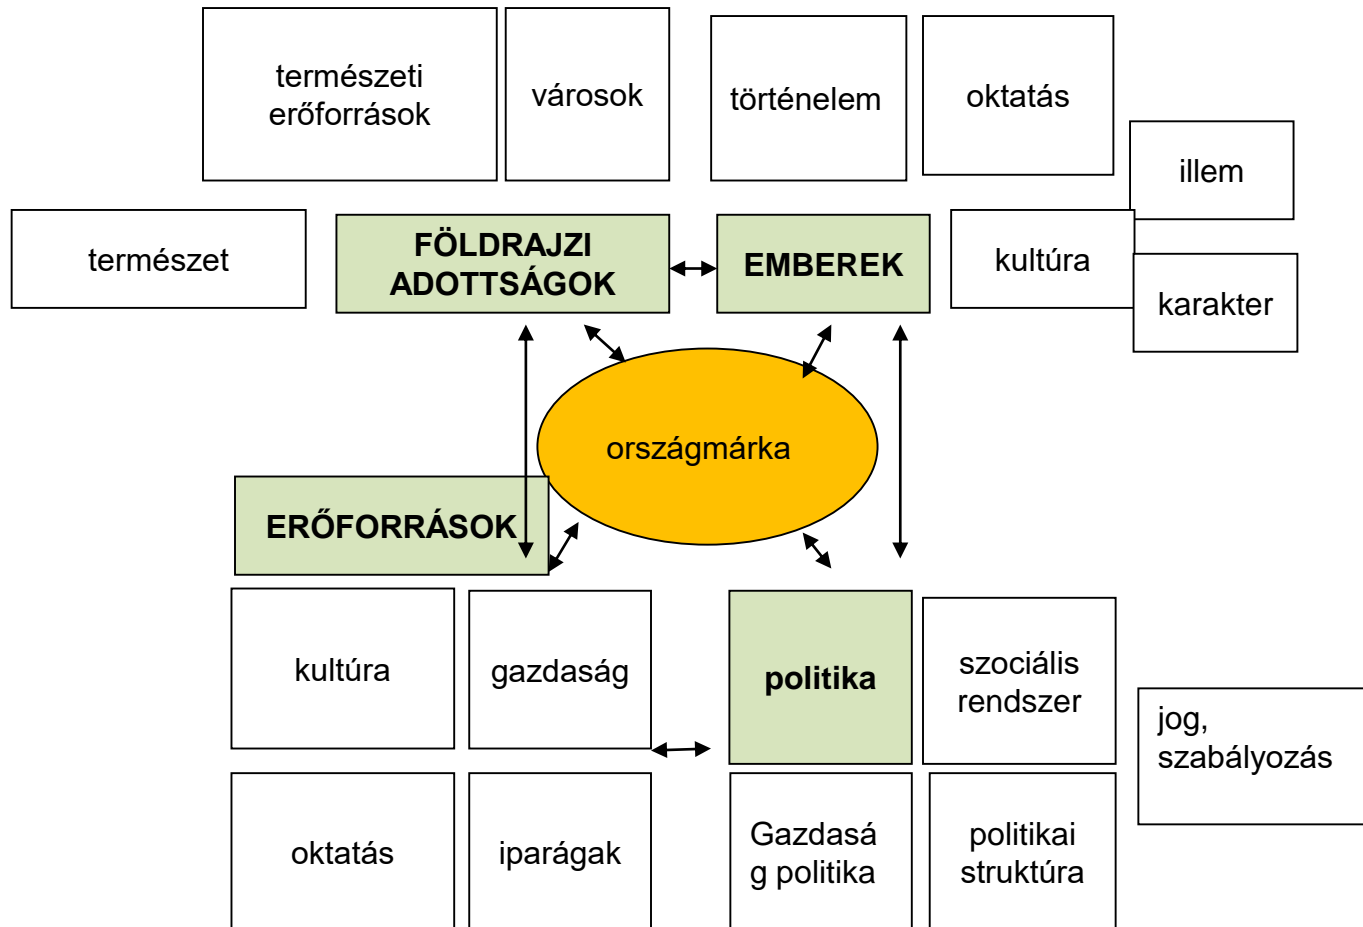 természeti
erőforrások
városok
történelem
oktatás
illem
természet
FÖLDRAJZI
ADOTTSÁGOK
EMBEREK
kultúra
karakter
országmárka
ERŐFORRÁSOK
kultúra
gazdaság
politika
szociális
rendszer
jog,
szabályozás
oktatás
iparágak
Gazdasá
g politika
politikai
struktúra